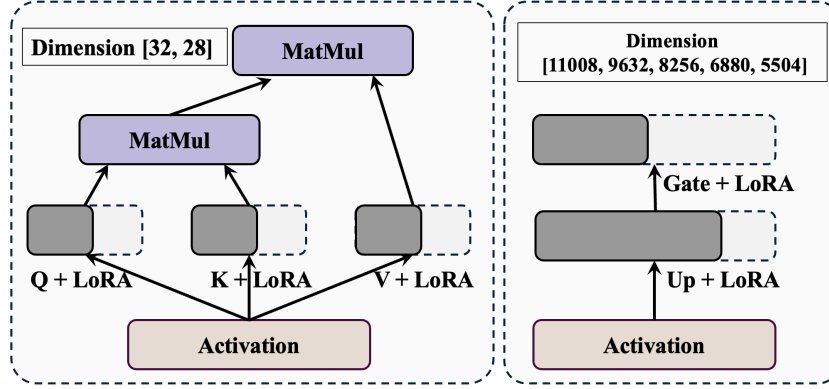 Dimension [32, 28]
MatMul
MatMul
Q + LoRA
K + LoRA
V + LoRA
Activation
Dimension
[11008, 9632, 8256, 6880, 5504]
Gate + LoRA
Up + LoRA
Activation